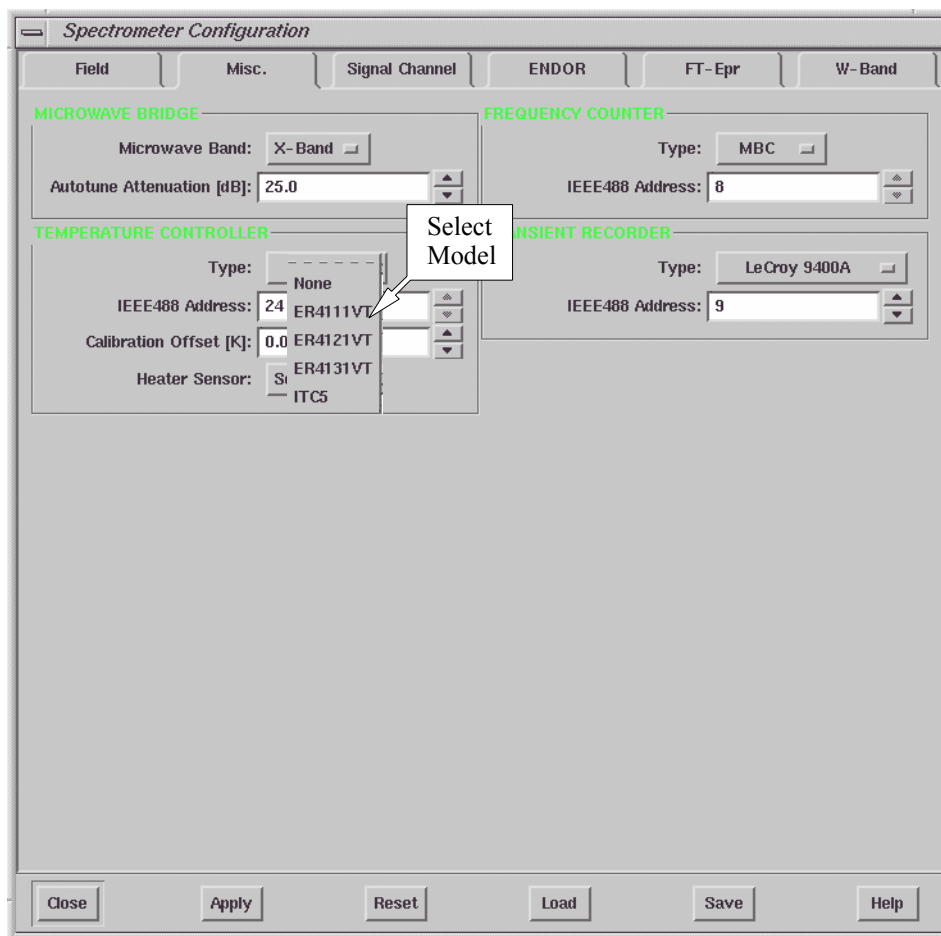 Spectrometer Configuration
Field
Misc.
Signal Channel
ENDOR
FT-Epr
W-Band
MICROWAVE BRIDGE
Microwave Band: X-Band
Autotune Attenuation [dB]: 25.0
FREQUENCY COUNTER
Type: MBC
IEEE488 Address: 8
TEMPERATURE CONTROLLER
Type:
IEEE488 Address: 24
Calibration Offset [K]: 0.0
Heater Sensor:
None
ER4111VT
ER4121VT
ER4131VT
ITC5
Select
Model
RECORDER
Type: LeCroy 9400A
IEEE488 Address: 9
Close
Apply
Reset
Load
Save
Help